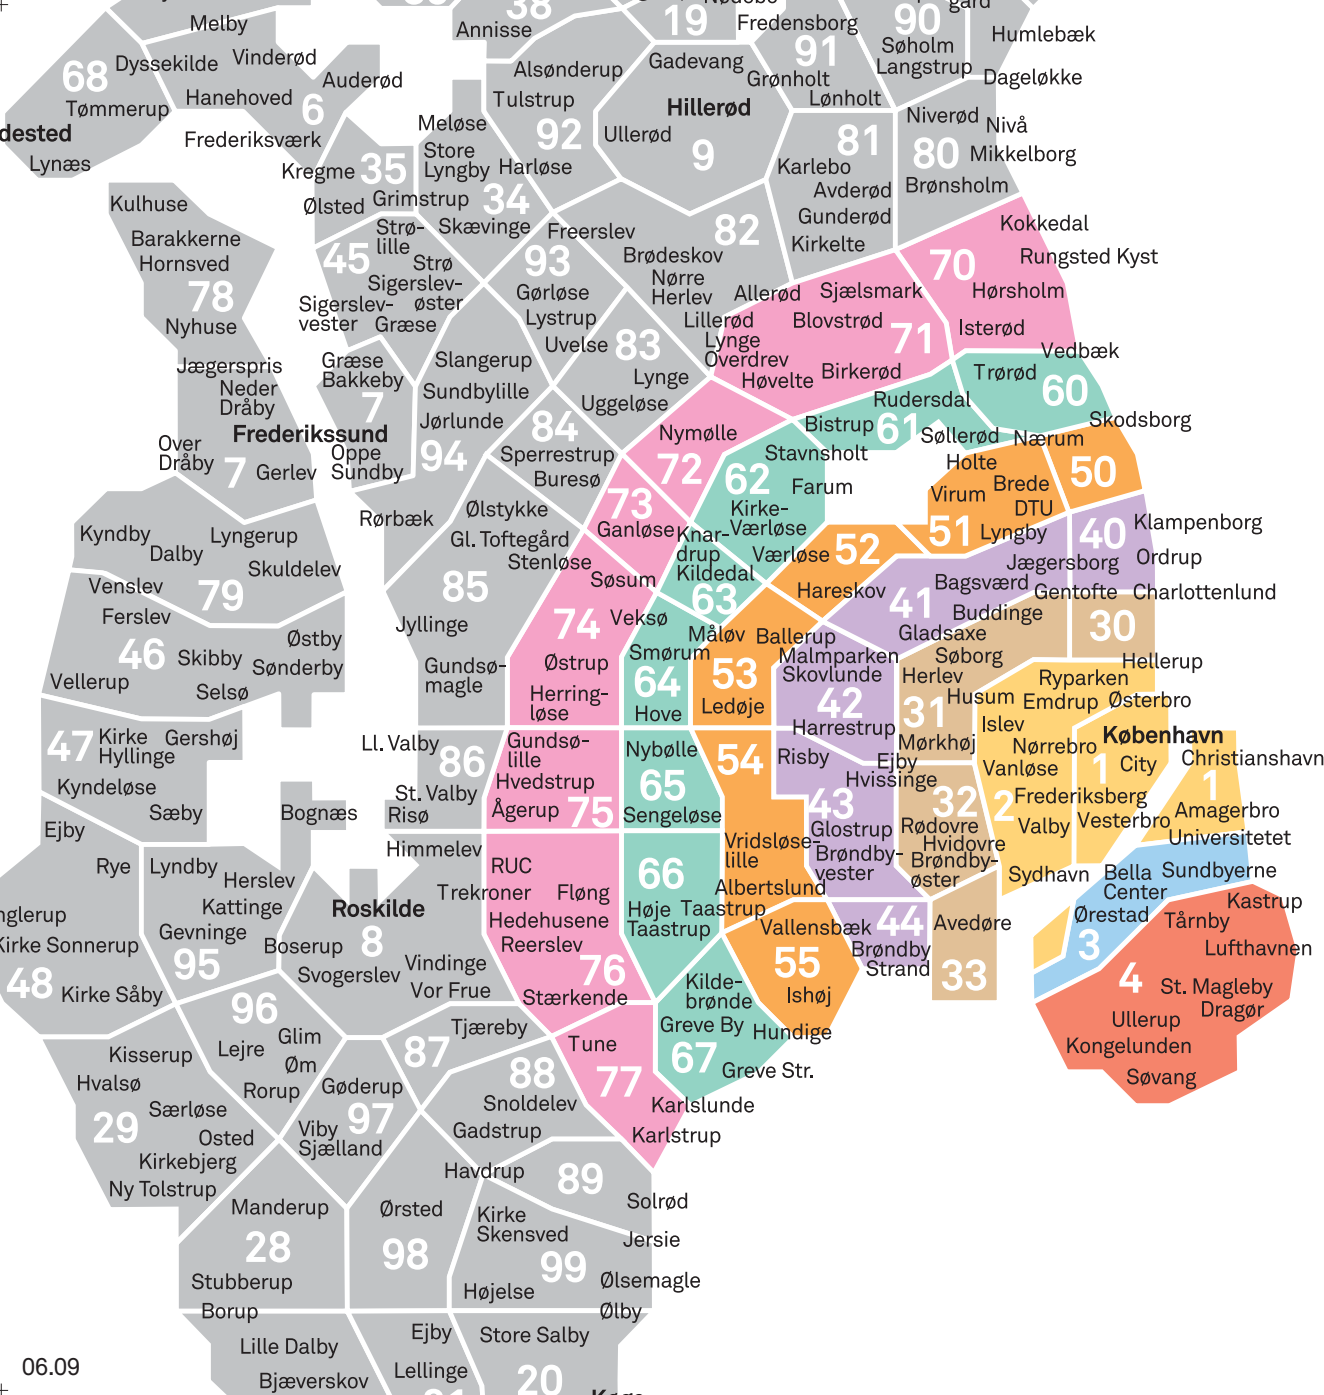 38
Annisse
19
Fredensborg
90
Humlebæk
Melby
68
Dyssekilde
Vinderød
Auderød
Alsønderup
Gadevang
91
Grønholt
Søholm
Langstrup
Dageløkke
Tømmerup
Hanehoved
6
Tulstrup
Hillerød
Lønholt
Niverød
Nivå
Lynæs
Frederiksværk
Meløse
92
Ullerød
9
81
80
Mikkelborg
Kregme
35
Store
Lyngby
Harløse
Karlebo
Brønsholm
Kulhuse
Ølsted
Grimstrup
34
Avderød
Gunderød
Kirkelte
Barakkerne
Hornsved
78
Nyhuse
Strø-
lille
Skævinge
Freerslev
82
Kokkedal
45
Strø
93
Brødeskov
70
Rungsted Kyst
Sigerslev-
øster
Nørre
Herlev
Allerød
Sjælsmark
Hørsholm
Sigerslev-
vester
Græse
Gørløse
Lystrup
Lillerød
Blovstrød
71
Isterød
Lynge
Overdrev
Jægerspris
Neder
Dråby
Græse
Bakkeby
7
Slangerup
Uvelse
83
Lynge
Høvelte
Birkerød
Vedbæk
Trørød
60
Sundbylille
Uggeløse
Rudersdal
Frederikssund
Jørlunde
84
Nymølle
Bistrup
61
Søllerød
Nærum
Skodsborg
Over
Dråby
7
Gerlev
Oppe
Sundby
94
Sperrestrup
Buresø
72
Stavnsholt
62
Farum
Holte
50
Virum
Brede
DTU
Rørbæk
Ølstykke
73
Ganløse
Kirke-
Værløse
51
Lyngby
40
Klampenborg
Kyndby
Dalby
Lyngerup
Skuldelev
Gl. Toftegård
Stenløse
Knar-
drup
Kildedal
Værløse
52
Jægersborg
Ordrup
Venslev
79
85
Søsum
63
Hareskov
Bagsværd
41
Gentofte
Charlottenlund
Ferslev
Jyllinge
74
Veksø
Buddinge
30
46
Skibby
Østby
Måløv
Ballerup
Gladsaxe
Søborg
Hellerup
Vellerup
Selsø
Sønderby
Gundsø-
magle
Østrup
Smørum
64
53
Malmparken
Skovlunde
Herlev
Ryparken
Herring-
løse
Hove
Ledøje
42
31
Husum
Emdrup
Østerbro
Harrestrup
Islev
47
Kirke
Hyllinge
Gershøj
Ll. Valby
86
Gundsø-
lille
Nybølle
54
Risby
Mørkhøj
Nørrebro
København
Kyndeløse
Hvedstrup
65
Ejby
Hvissinge
Vanløse
1
City
Christianshavn
Sæby
Bognæs
St. Valby
Risø
Ågerup
75
Sengeløse
43
32
2
Frederiksberg
1
Amagerbro
Ejby
Glostrup
Rødovre
Valby
Vesterbro
Universitetet
Himmelev
Vridsløse-
lille
Hvidovre
Rye
Lyndby
Herslev
RUC
66
Brøndby-
vester
Brøndby-
øster
Sydhavn
Bella
Center
Sundbyerne
Kattinge
Roskilde
Trekroner
Fløng
Albertslund
Ørestad
Kastrup
Gevninge
8
Hedehusene
Høje
Taastrup
Taastrup
Vallensbæk
44
Avedøre
3
Tårnby
Kirke Sonnerup
Boserup
Reerslev
Brøndby
Strand
Lufthavnen
48
95
Svogerslev
Vindinge
76
Kilde-
brønde
55
33
4
St. Magleby
Kirke Såby
Vor Frue
Stærkende
Ishøj
Dragør
96
Tjæreby
Greve By
Hundige
Ullerup
Kisserup
Lejre
Glim
87
Tune
67
Kongelunden
Hvalsø
Øm
Rorup
Gøderup
88
77
Greve Str.
Søvang
Særløse
97
Snoldelev
Karlslunde
29
Osted
Viby
Sjælland
Gadstrup
Karlstrup
Kirkebjerg
Ny Tolstrup
Havdrup
89
Manderup
Ørsted
Solrød
28
98
Kirke
Skensved
Jersie
Stubberup
99
Ølsemagle
Højelse
Borup
Ølby
Lille Dalby
Ejby
Store Salby
06.09
Bjæverskov
Lellinge
20